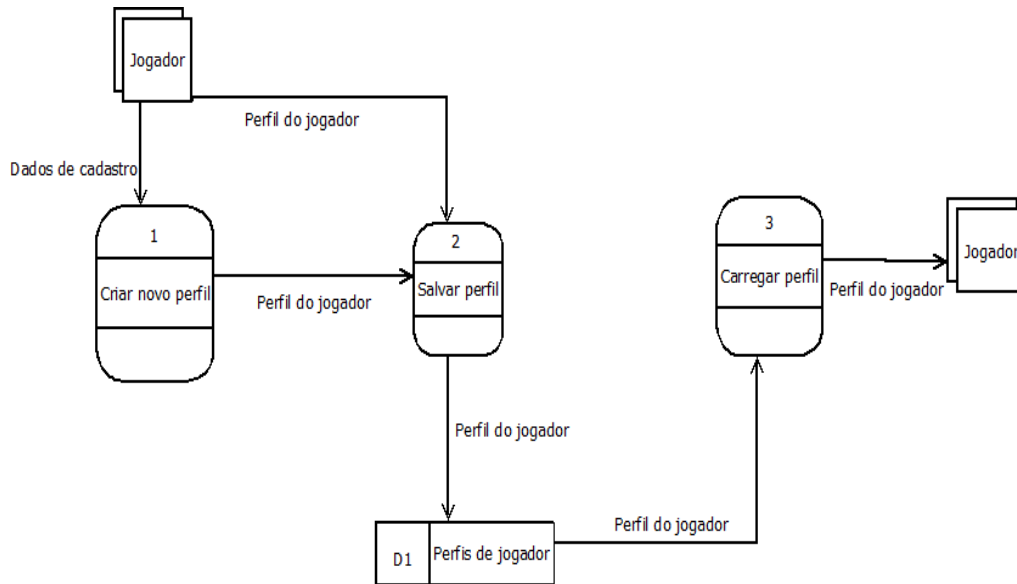 Jogador
Perfil do jogador
Dados de cadastro
1
Criar novo perfil
Perfil do jogador
2
Salvar perfil
3
Carregar perfil
Perfil do jogador
Jogador
Perfil do jogador
D1
Perfis de jogador
Perfil do jogador